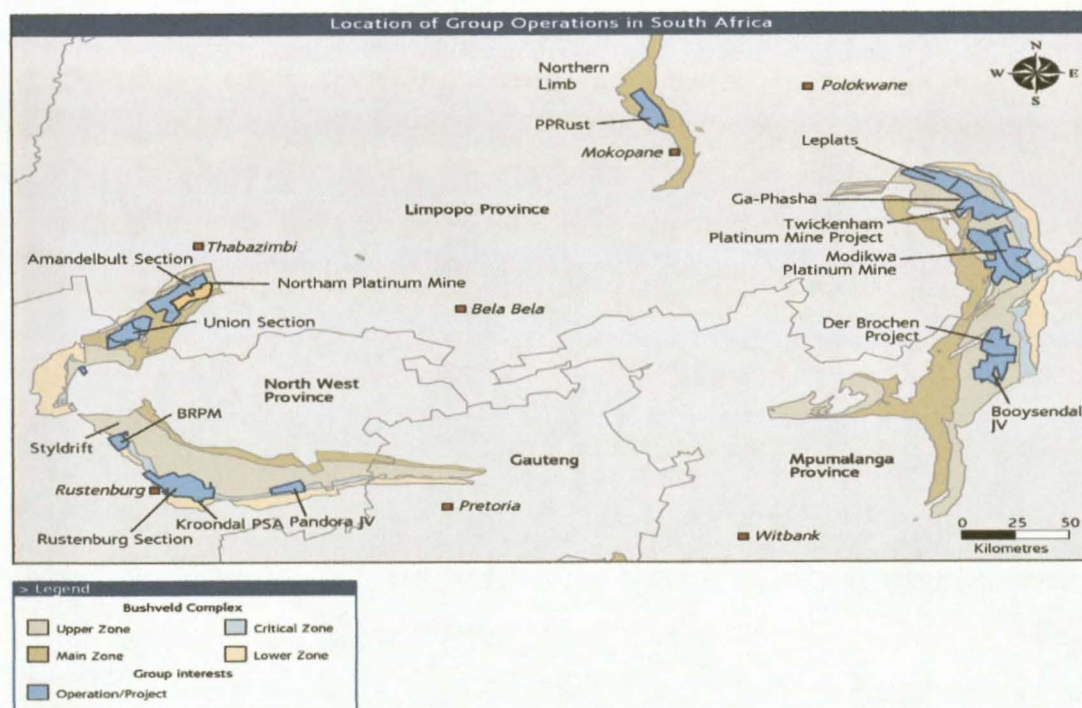 Location of Group Operations in South Africa
N
W
E
S
Northern
Limb
Polokwane
PPRust
Mokopane
Leplats
Ga-Phasha
Limpopo Province
Twickenham
Platinum Mine Project
Thabazimbi
Modikwa
Platinum Mine
Amandelbult Section
Northam Platinum Mine
Bela Bela
Union Section
Der Brochen
Project
North West
Province
BRPM
Booysendal
JV
Styldrift
Gauteng
Mpumalanga
Province
Rustenburg
Kroondal PSA
Pandora JV
Pretoria
Rustenburg Section
Witbank
0 25 50
Kilometres
> Legend
Bushveld Complex
Upper Zone
Critical Zone
Main Zone
Lower Zone
Group interests
Operation/Project